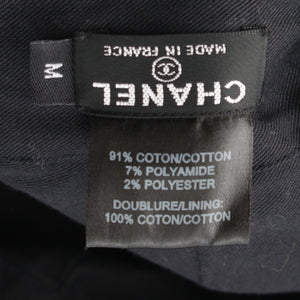 CHANEL
MADE IN FRANCE
M
91% COTON/COTTON
7% POLYAMIDE
2% POLYESTER
DOUBLURE/LINING:
100% COTON/COTTON